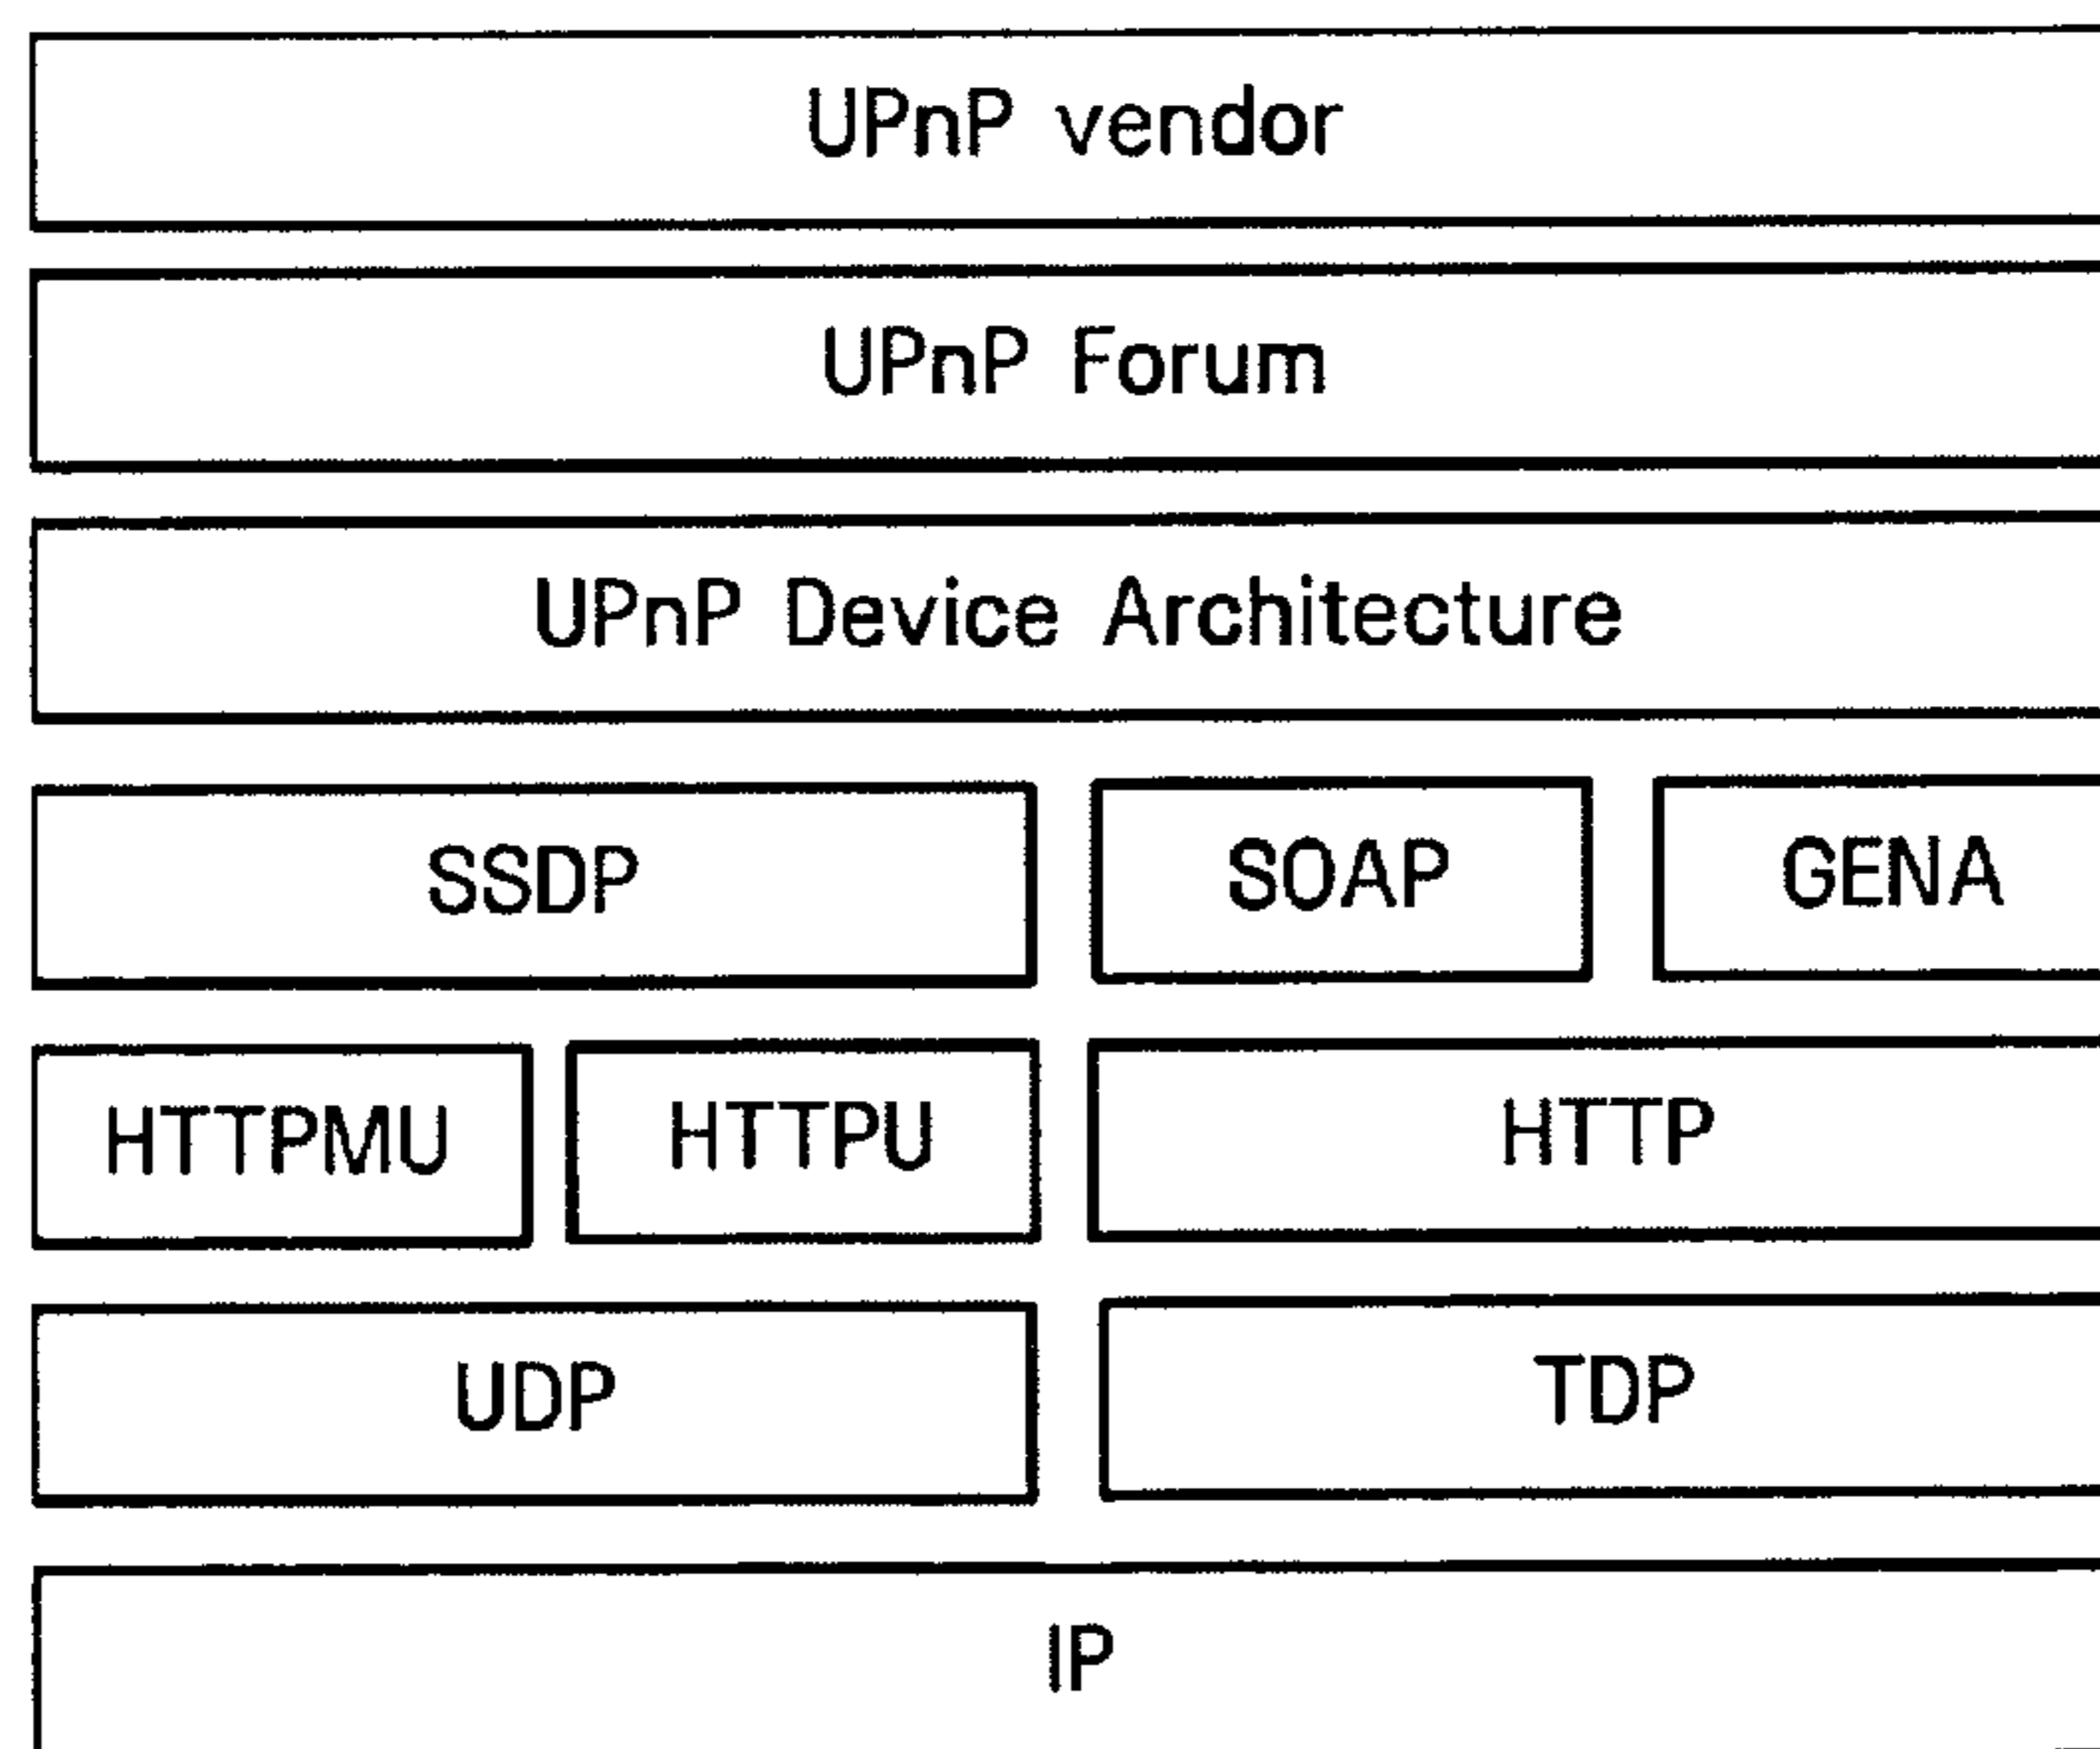 UPnP vendor
UPnP Forum
UPnP Device Architecture
SSDP
SOAP
GENA
HTTPMU
HTTPU
HTTP
UDP
TDP
IP